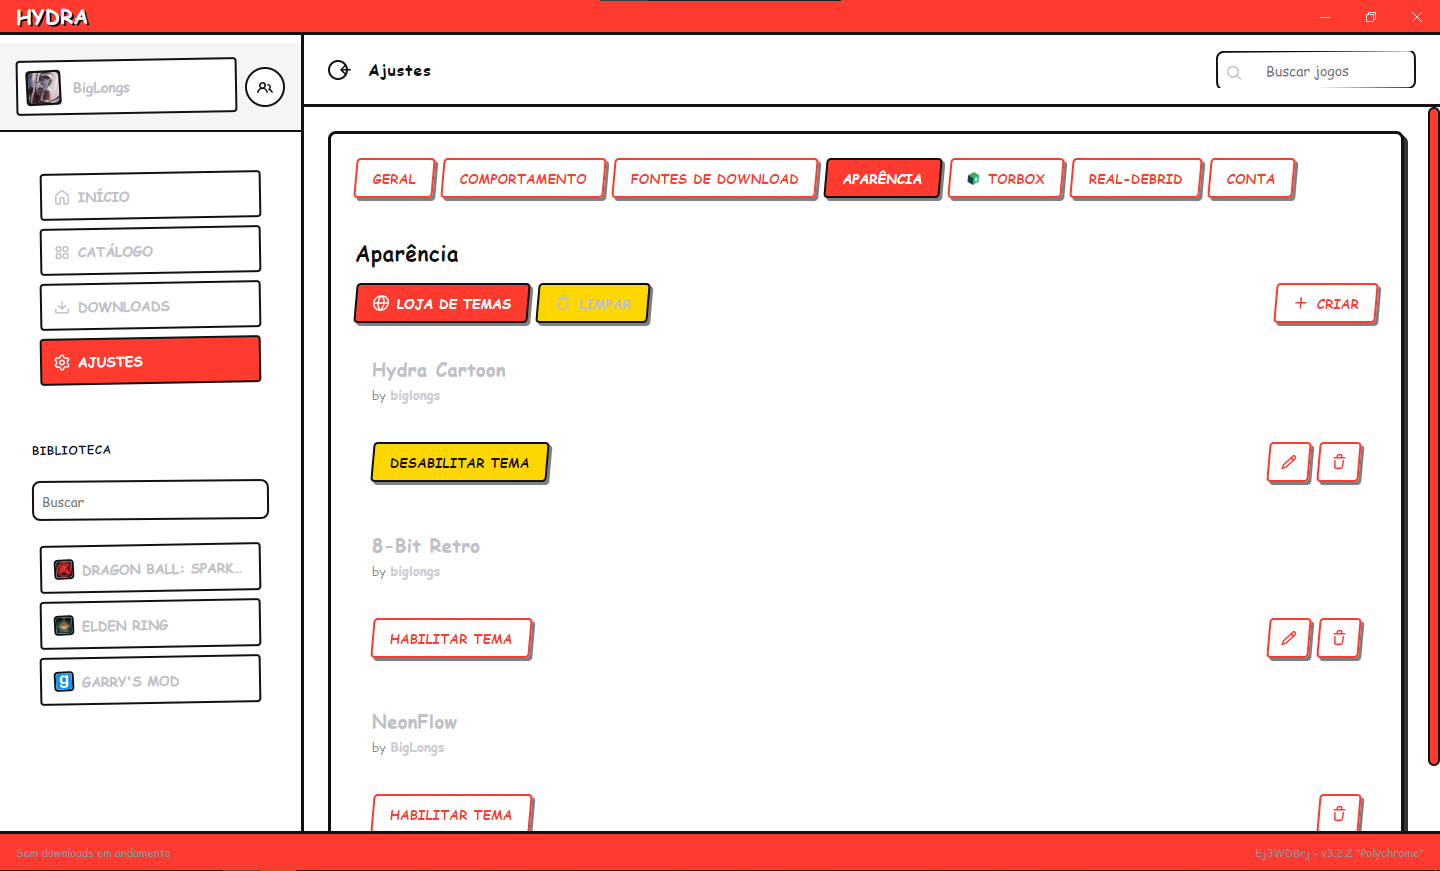 HYDRA
BigLongs
Ajustes
Buscar jogos
INÍCIO
CATÁLOGO
DOWNLOADS
AJUSTES
BIBLIOTECA
Buscar
DRAGON BALL: SPARK...
ELDEN RING
g
GARRY'S MOD
GERAL
COMPORTAMENTO
FONTES DE DOWNLOAD
APARÊNCIA
TORBOX
REAL-DEBRID
CONTA
Aparência
LOJA DE TEMAS
LIMPAR
CRIAR
Hydra Cartoon
by biglongs
DESABILITAR TEMA
8-Bit Retro
by biglongs
HABILITAR TEMA
NeonFlow
by BigLongs
HABILITAR TEMA
Sem downloads em andamento
Ej3WDBrj - v3.2.2 "Polychrome"